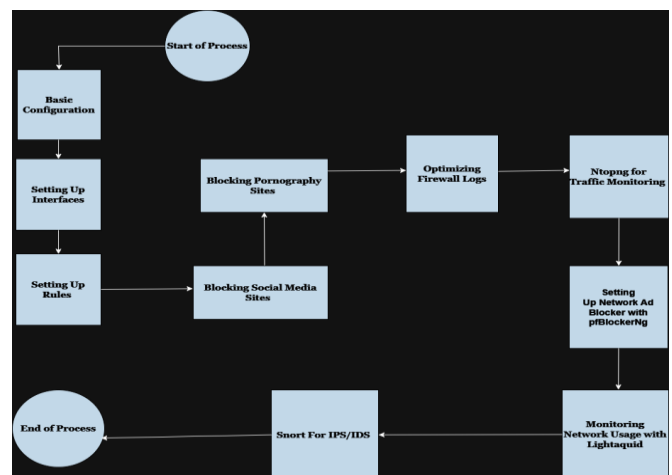 Start of Process
Basic
Configuration
Setting Up
Interfaces
Setting Up
Rules
Blocking Social Media
Sites
Blocking Pornography
Sites
Optimizing
Firewall Logs
Ntopng for
Traffic Monitoring
Setting
Up Network Ad
Blocker with
pfBlockerNg
Monitoring
Network Usage with
Lightaquid
Snort For IPS/IDS
End of Process